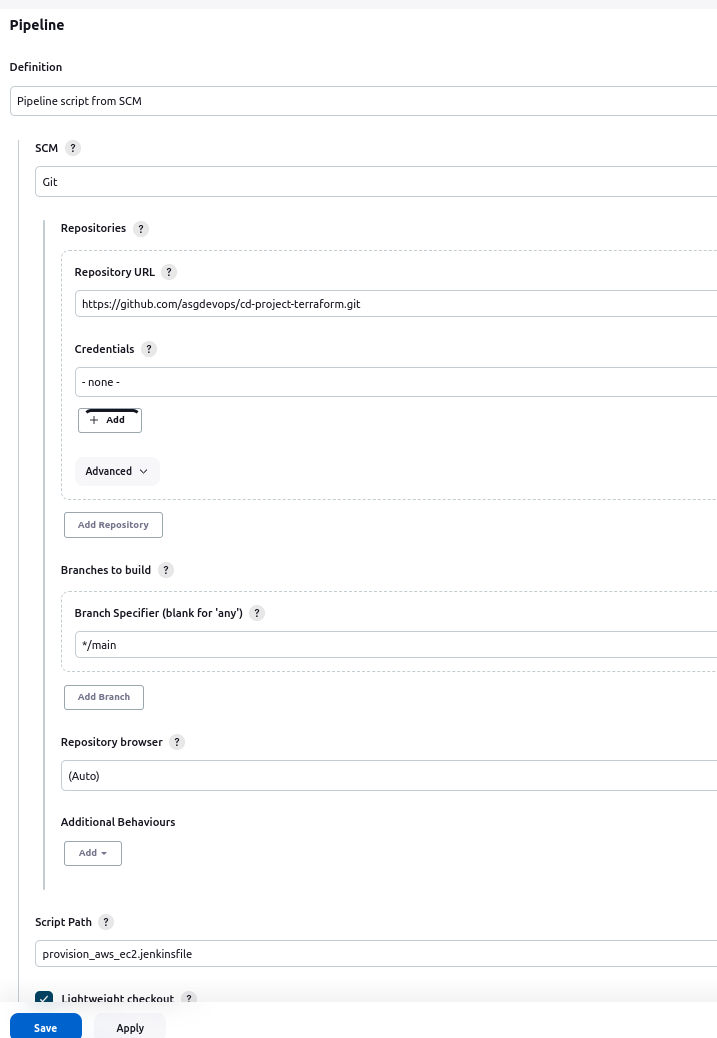 Pipeline
Definition
Pipeline script from SCM
SCM ?
Git
Repositories ?
Repository URL ?
https://github.com/asgdevops/cd-project-terraform.git
Credentials ?
- none -
+ Add
Advanced
Add Repository
Branches to build ?
Branch Specifier (blank for 'any') ?
*/main
Add Branch
Repository browser ?
(Auto)
Additional Behaviours
Add
Script Path ?
provision_aws_ec2.jenkinsfile
Lightweight checkout ?
Save Apply